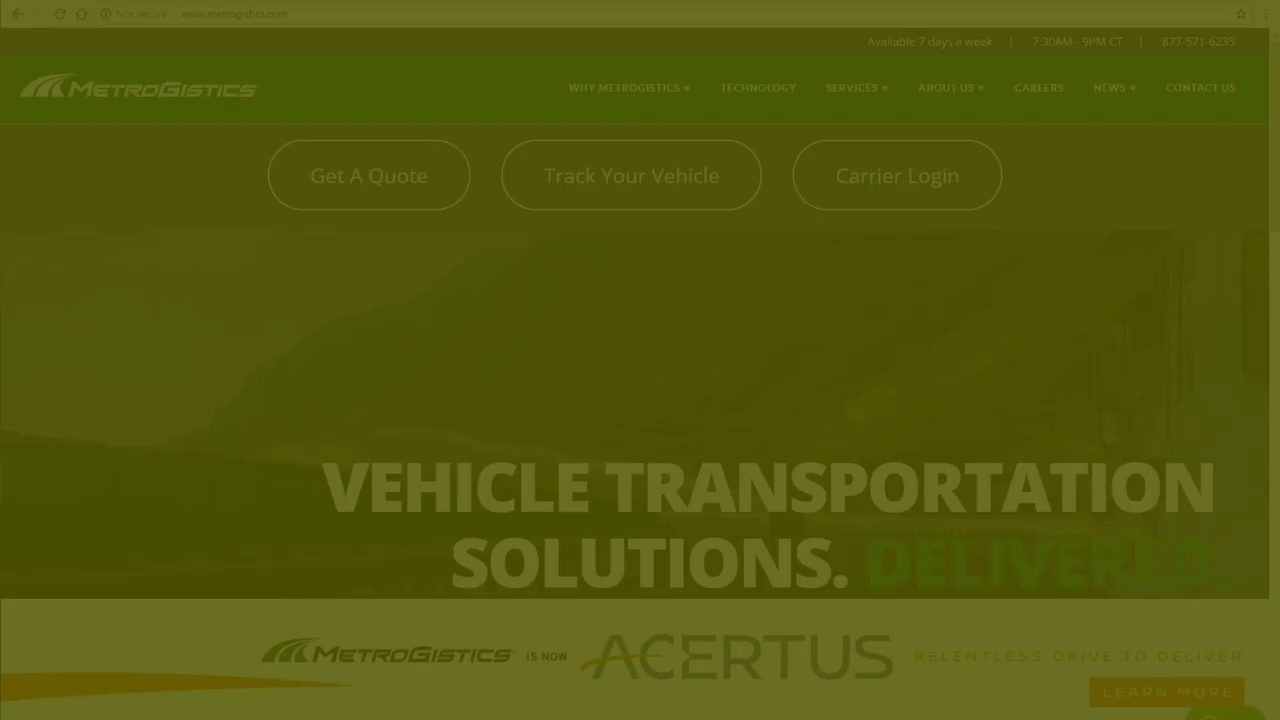 Not secure www.metrogistics.com
Available 7 days a week | 7:30AM - 9PM CT | 877-571-6235
METROGISTICS WHY METROGISTICS TECHNOLOGY SERVICES ABOUT US CAREERS NEWS CONTACT US
Get A Quote Track Your Vehicle Carrier Login
VEHICLE TRANSPORTATION
SOLUTIONS. DELIVERED
METROGISTICS IS NOW ACERTUS RELENTLESS DRIVE TO DELIVER
LEARN MORE